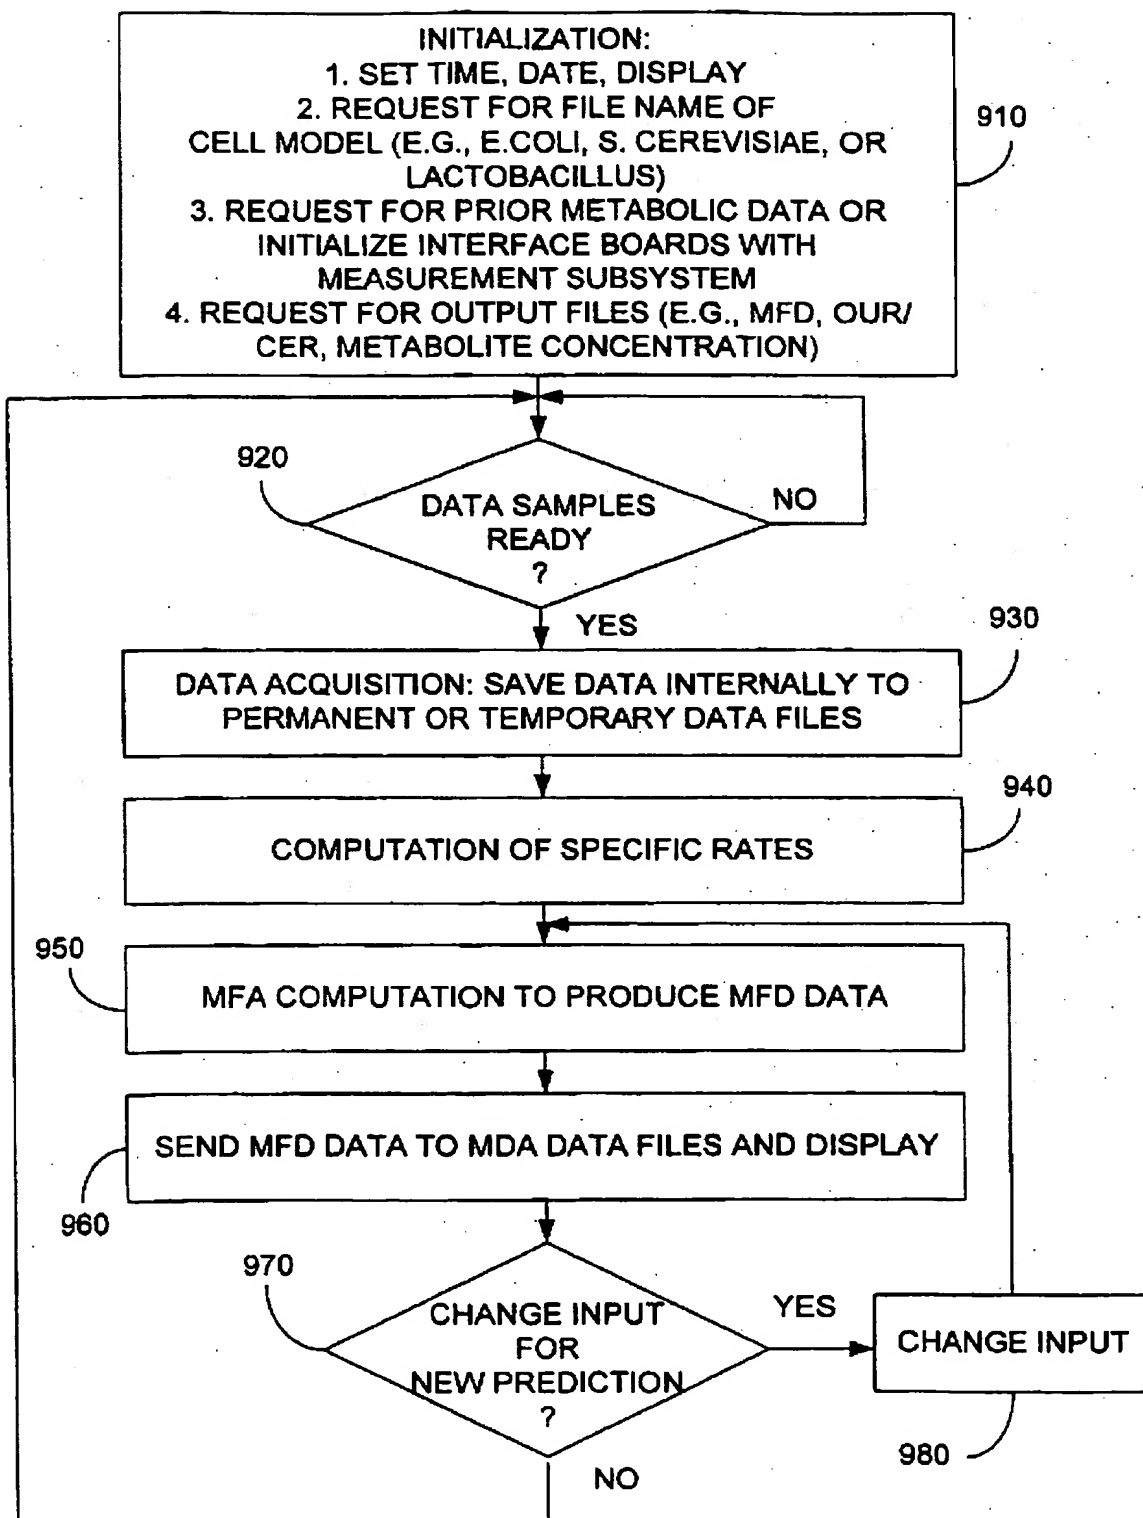 INITIALIZATION:
1. SET TIME, DATE, DISPLAY
2. REQUEST FOR FILE NAME OF
CELL MODEL (E.G., E.COLI, S. CEREVISIAE, OR
LACTOBACILLUS)
3. REQUEST FOR PRIOR METABOLIC DATA OR
INITIALIZE INTERFACE BOARDS WITH
MEASUREMENT SUBSYSTEM
4. REQUEST FOR OUTPUT FILES (E.G., MFD, OUR/
CER, METABOLITE CONCENTRATION)
910
920
DATA SAMPLES
READY
?
NO
YES
930
DATA ACQUISITION: SAVE DATA INTERNALLY TO
PERMANENT OR TEMPORARY DATA FILES
940
COMPUTATION OF SPECIFIC RATES
950
MFA COMPUTATION TO PRODUCE MFD DATA
SEND MFD DATA TO MDA DATA FILES AND DISPLAY
960
970
CHANGE INPUT
FOR
NEW PREDICTION
?
YES
CHANGE INPUT
980
NO